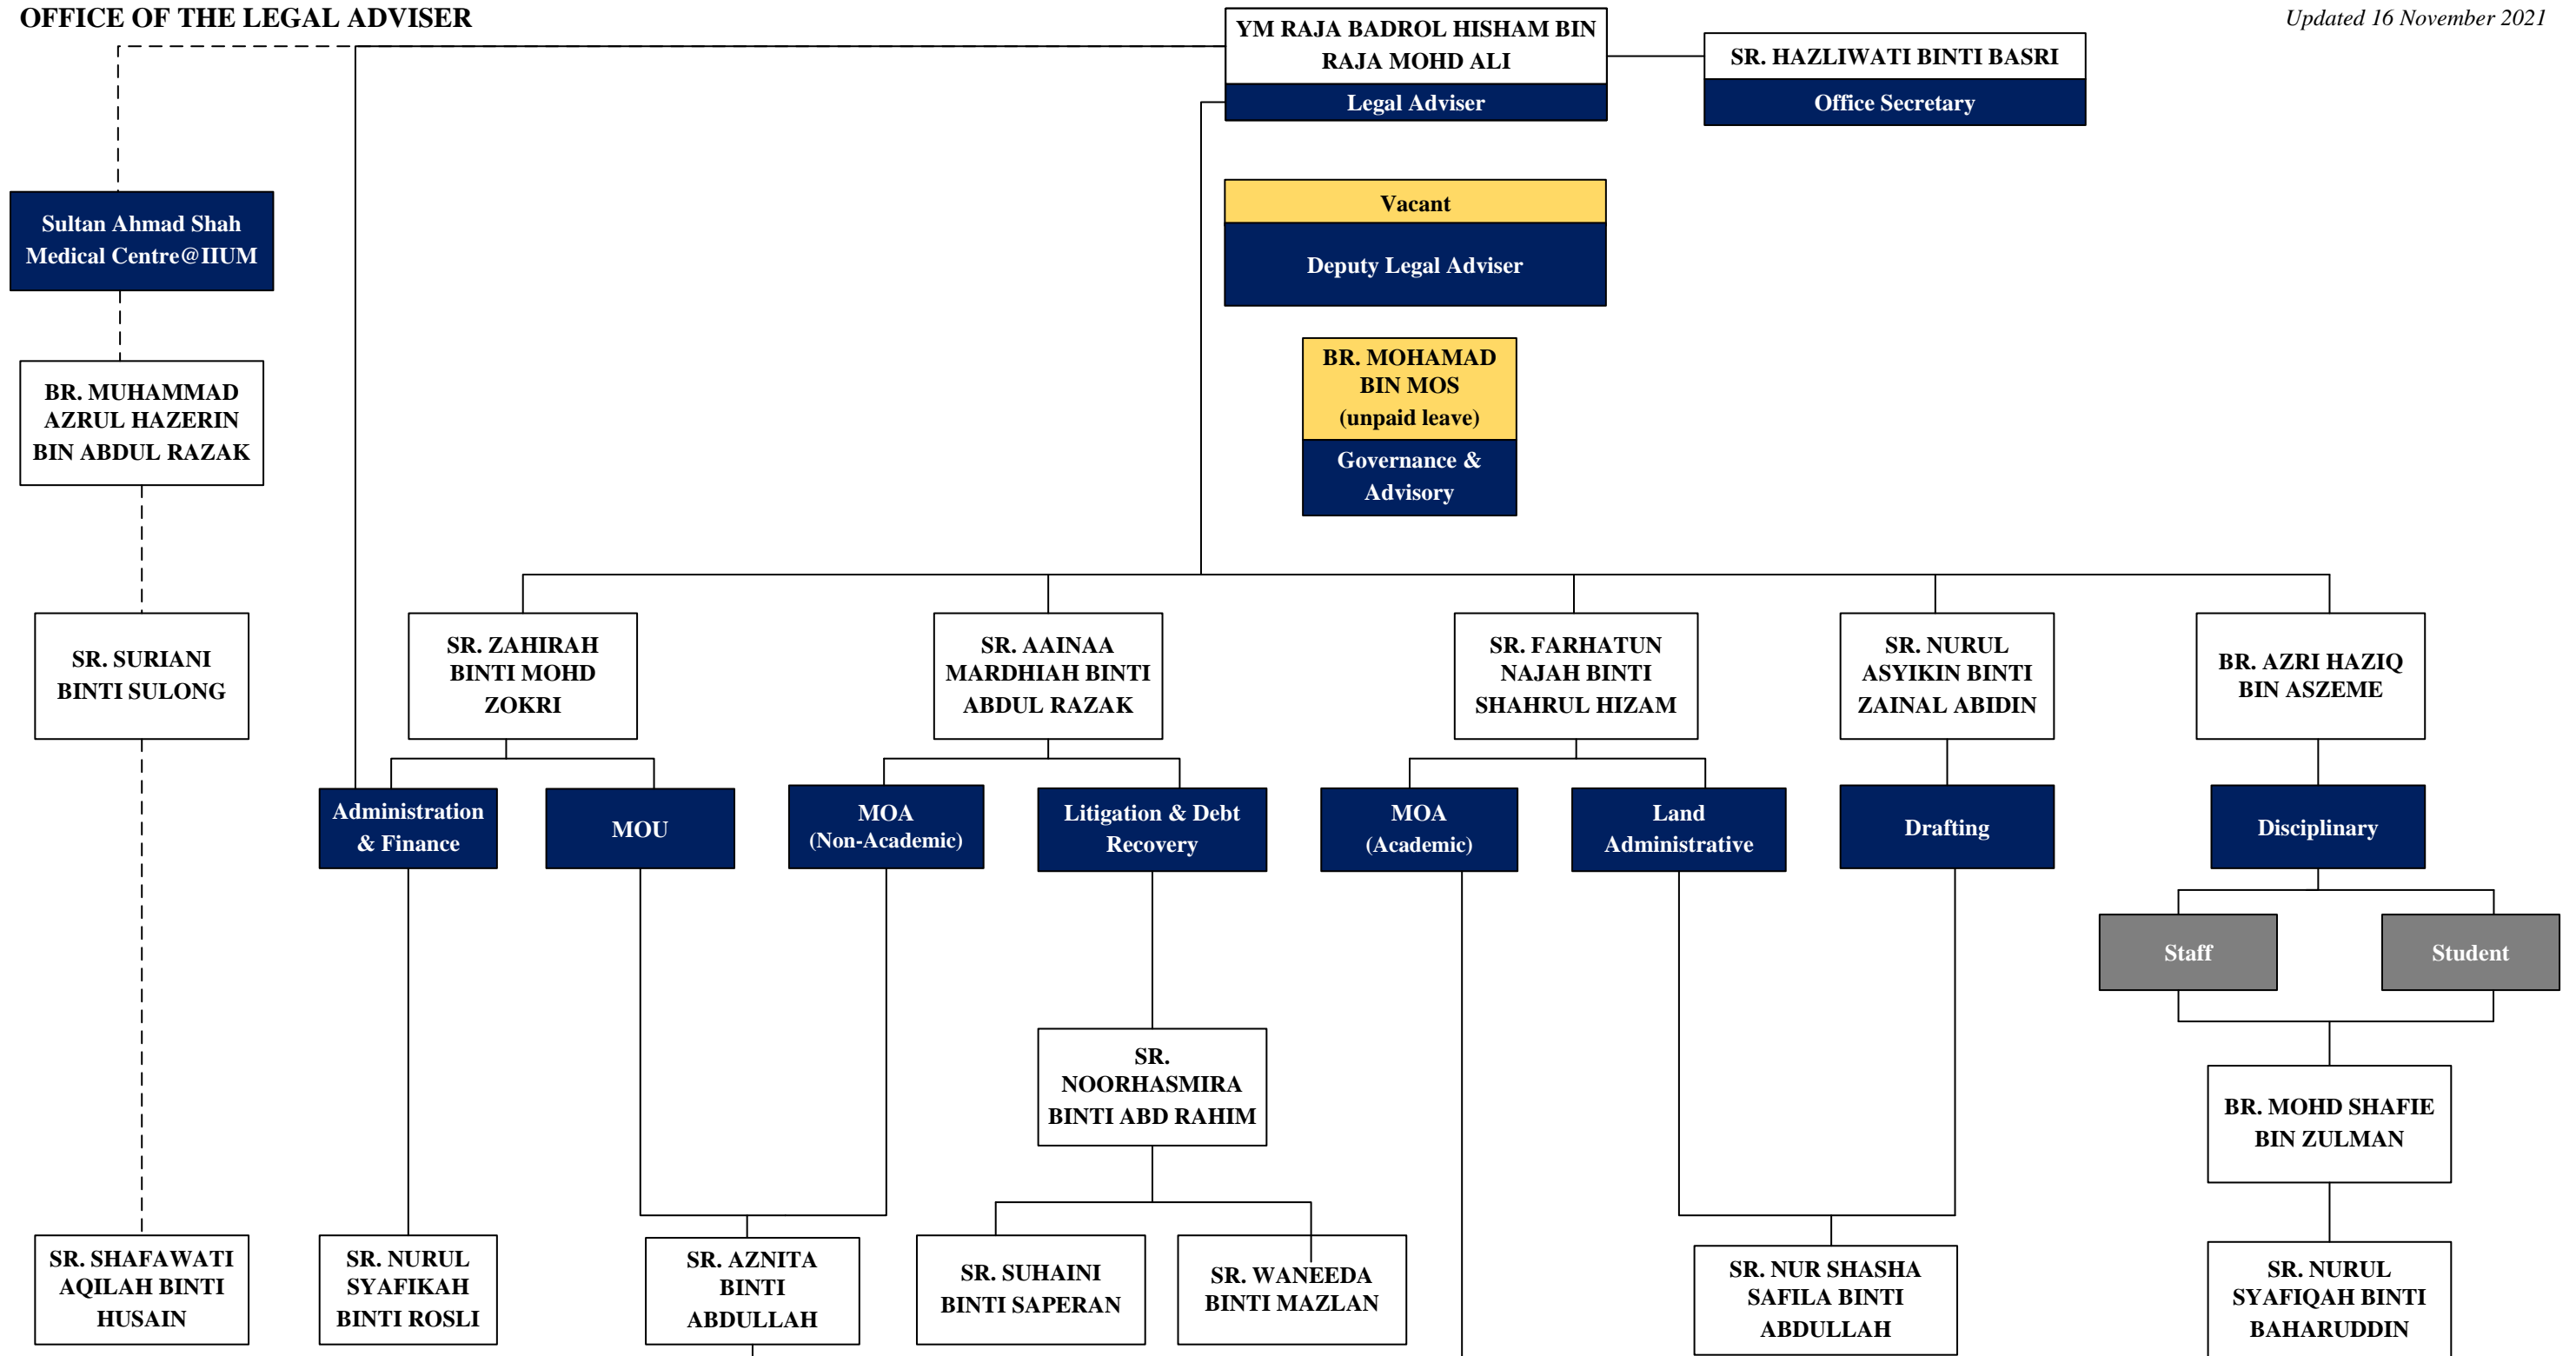 OFFICE OF THE LEGAL ADVISER
Updated 16 November 2021
YM RAJA BADROL HISHAM BIN
RAJA MOHD ALI
Legal Adviser
SR. HAZLIWATI BINTI BASRI
Office Secretary
Vacant
Deputy Legal Adviser
Sultan Ahmad Shah
Medical Centre@IIUM
BR. MOHAMAD
BIN MOS
(unpaid leave)
Governance &
Advisory
BR. MUHAMMAD
AZRUL HAZERIN
BIN ABDUL RAZAK
SR. SURIANI
BINTI SULONG
SR. ZAHIRAH
BINTI MOHD
ZOKRI
SR. AAINAA
MARDHIAH BINTI
ABDUL RAZAK
SR. FARHATUN
NAJAH BINTI
SHAHRUL HIZAM
SR. NURUL
ASYIKIN BINTI
ZAINAL ABIDIN
BR. AZRI HAZIQ
BIN ASZEME
Administration
& Finance
MOU
MOA
(Non-Academic)
Litigation & Debt
Recovery
MOA
(Academic)
Land
Administrative
Drafting
Disciplinary
Staff
Student
SR.
NOORHASMIRA
BINTI ABD RAHIM
BR. MOHD SHAFIE
BIN ZULMAN
SR. SHAFAWATI
AQILAH BINTI
HUSAIN
SR. NURUL
SYAFIKAH
BINTI ROSLI
SR. AZNITA
BINTI
ABDULLAH
SR. SUHAINI
BINTI SAPERAN
SR. WANEEDA
BINTI MAZLAN
SR. NUR SHASHA
SAFILA BINTI
ABDULLAH
SR. NURUL
SYAFIQAH BINTI
BAHARUDDIN